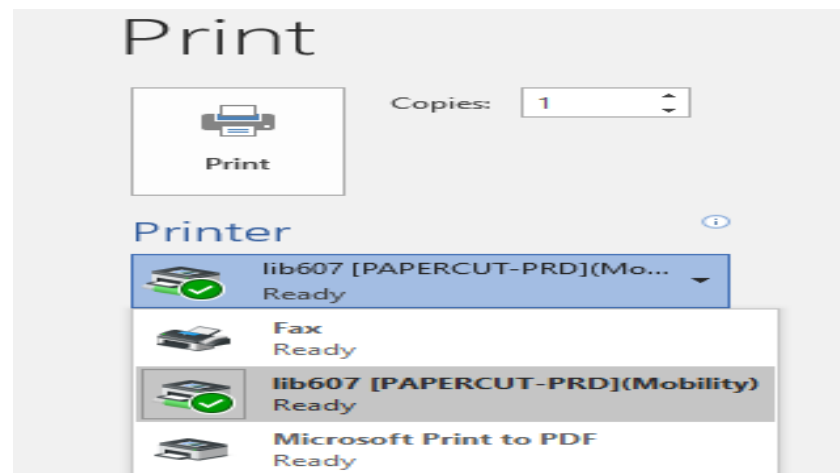 Print
Copies: 1
Print
Printer
lib607 [PAPERCUT-PRD](Mo...
Ready
Fax
Ready
lib607 [PAPERCUT-PRD](Mobility)
Ready
Microsoft Print to PDF
Ready